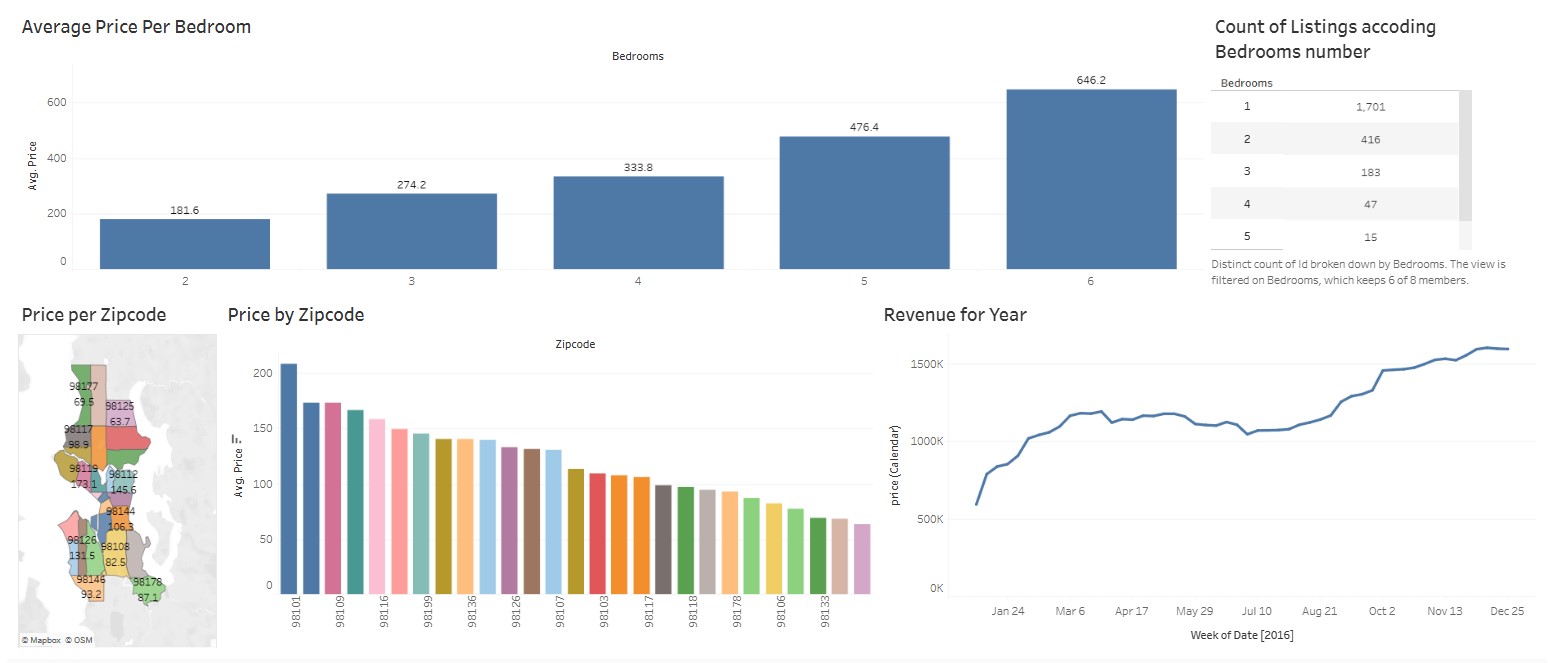 Average Price Per Bedroom
Bedrooms
Avg. Price
600
400
200
0
181.6
274.2
333.8
476.4
646.2
2
3
4
5
6
Count of Listings accoding
Bedrooms number
Bedrooms
1 1,701
2 416
3 183
4 47
5 15
Distinct count of Id broken down by Bedrooms. The view is
filtered on Bedrooms, which keeps 6 of 8 members.
Price per Zipcode
98177
69.5
98125
63.7
98117
98.9
98119
173.1
98112
145.6
98144
106.3
98126
131.5
98108
82.5
98146
93.2
98178
87.1
© Mapbox © OSM
Price by Zipcode
Zipcode
Avg. Price
200
150
100
50
0
98101
98109
98116
98199
98136
98126
98107
98103
98117
98118
98178
98106
98133
Revenue for Year
price (Calendar)
1500K
1000K
500K
0K
Jan 24
Mar 6
Apr 17
May 29
Jul 10
Aug 21
Oct 2
Nov 13
Dec 25
Week of Date [2016]